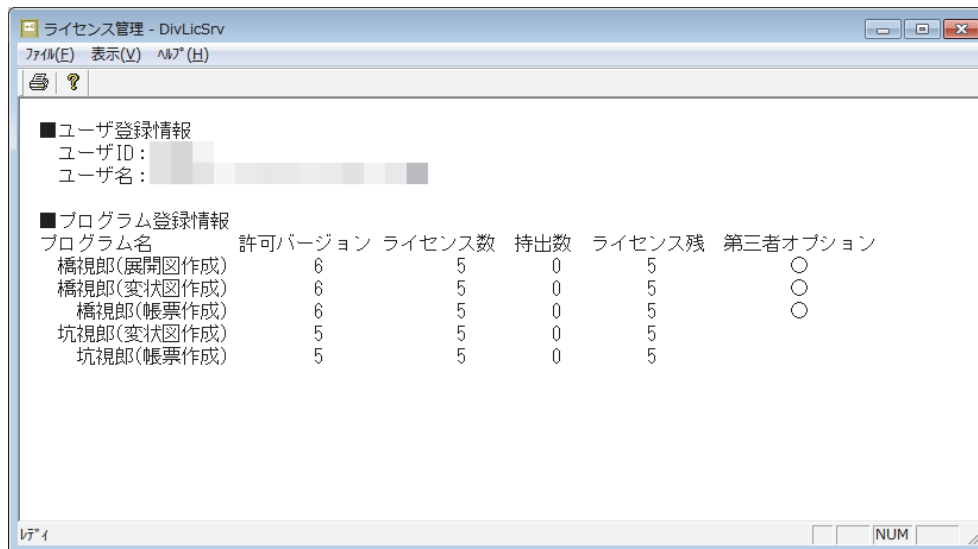 ライセンス管理 - DivLicSrv
ﾌｧｲﾙ(F) 表示(V) ﾍﾙﾌﾟ(H)
■ユーザ登録情報
ユーザID：
ユーザ名：
■プログラム登録情報
プログラム名 許可バージョン ライセンス数 持出数 ライセンス残 第三者オプション
橋視郎(展開図作成) 6 5 0 5 ○
橋視郎(変状図作成) 6 5 0 5 ○
橋視郎(帳票作成) 6 5 0 5 ○
坑視郎(変状図作成) 5 5 0 5
坑視郎(帳票作成) 5 5 0 5
ﾚﾃﾞｨ NUM